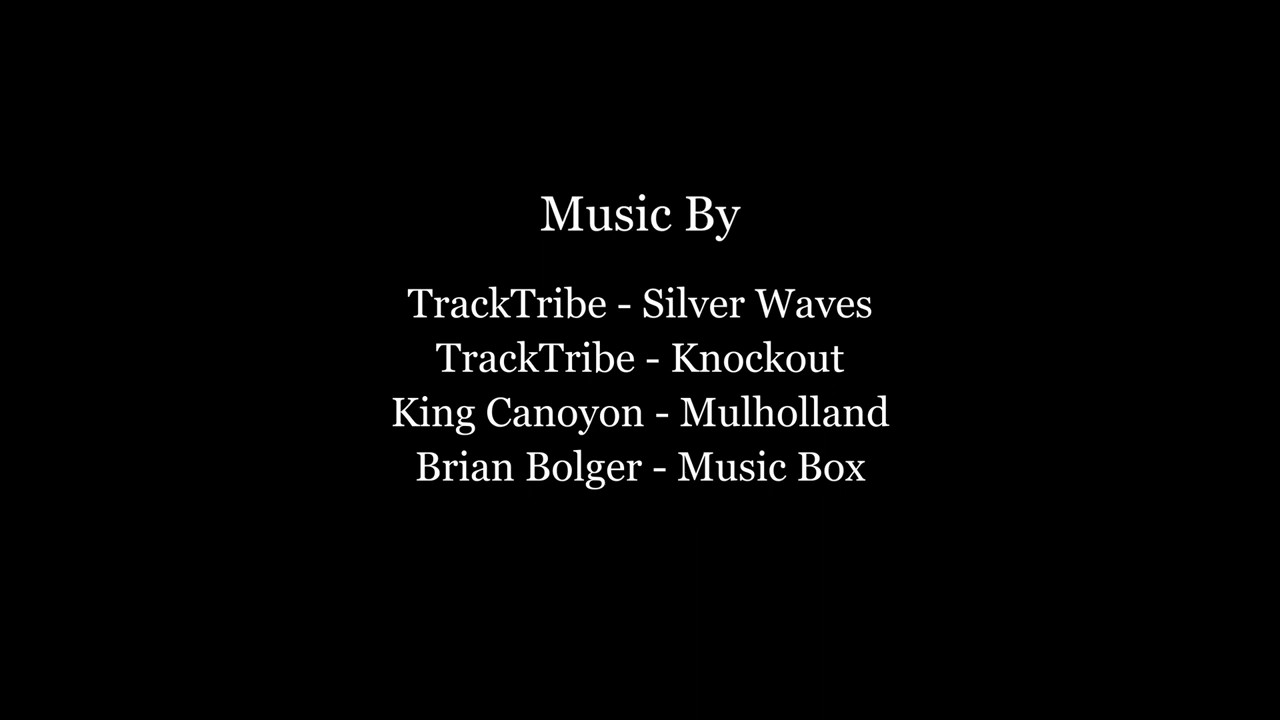 Music By
TrackTribe - Silver Waves
TrackTribe - Knockout
King Canoyon - Mulholland
Brian Bolger - Music Box